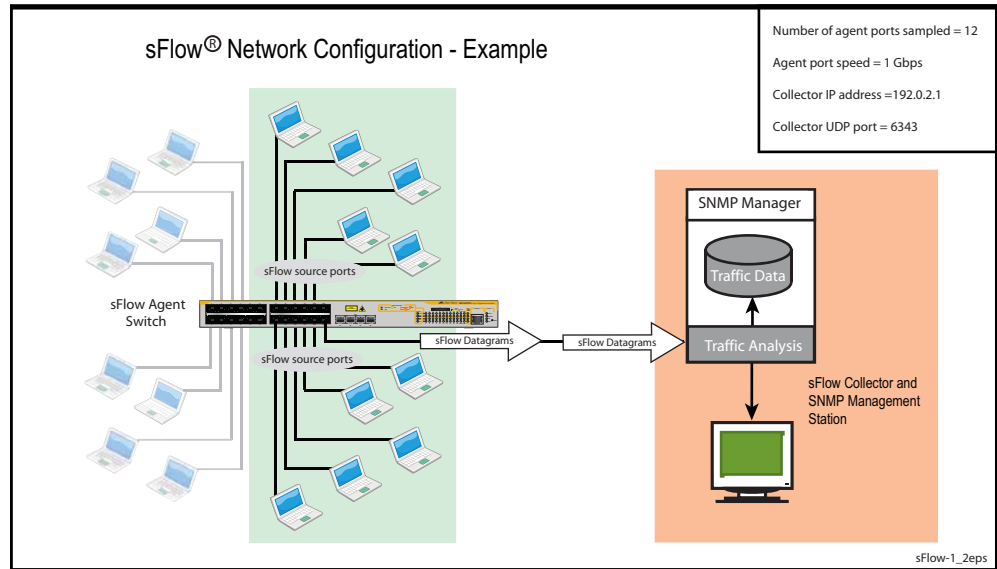 sFlow® Network Configuration - Example
Number of agent ports sampled = 12
Agent port speed = 1 Gbps
Collector IP address =192.0.2.1
Collector UDP port = 6343
SNMP Manager
Traffic Data
sFlow source ports
sFlow Agent
Switch
sFlow Datagrams
sFlow Datagrams
Traffic Analysis
sFlow source ports
sFlow Collector and
SNMP Management
Station
sFlow-1_2eps